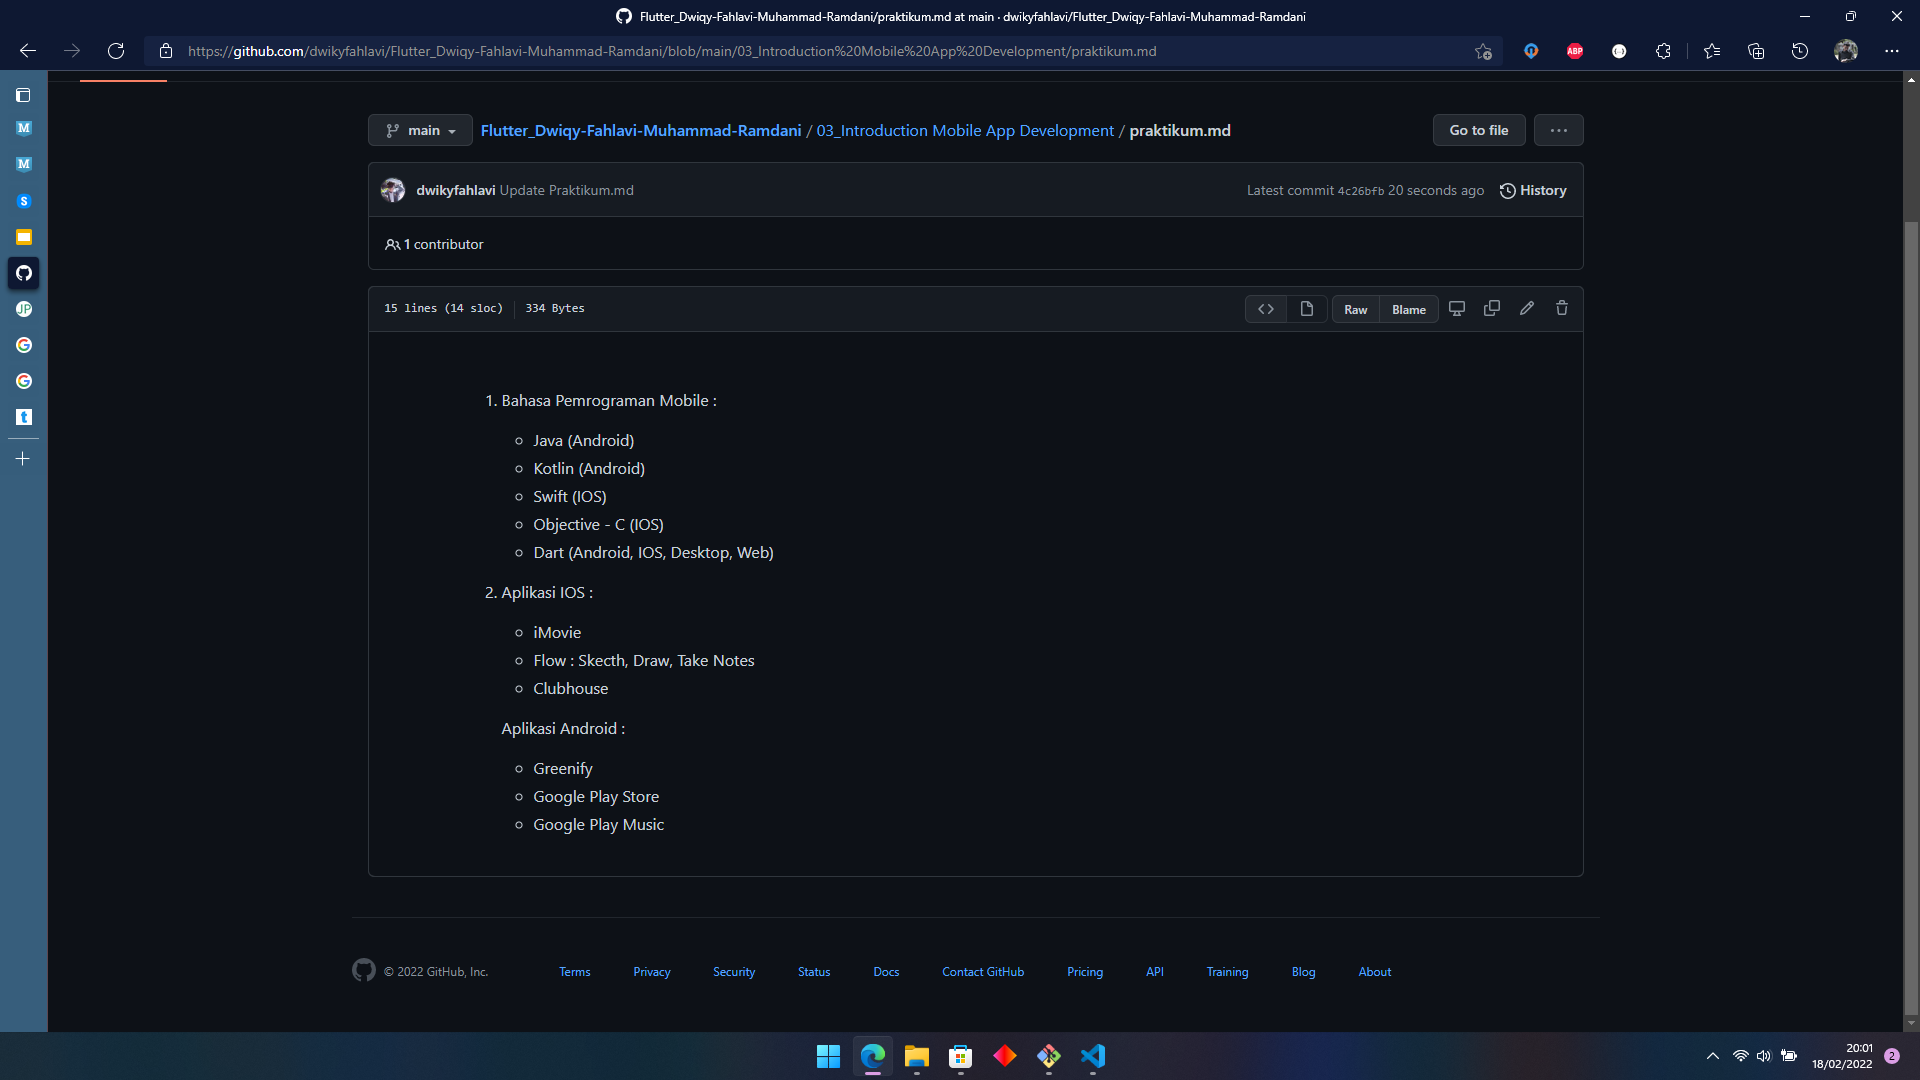 Flutter_Dwiqy-Fahlavi-Muhammad-Ramdani/praktikum.md at main · dwikyfahlavi/Flutter_Dwiqy-Fahlavi-Muhammad-Ramdani
https://github.com/dwikyfahlavi/Flutter_Dwiqy-Fahlavi-Muhammad-Ramdani/blob/main/03_Introduction%20Mobile%20App%20Development/praktikum.md
ABP
M
M
S
JP
G
G
t
main Flutter_Dwiqy-Fahlavi-Muhammad-Ramdani / 03_Introduction Mobile App Development / praktikum.md Go to file ...
dwikyfahlavi Update Praktikum.md Latest commit 4c26bfb 20 seconds ago History
1 contributor
15 lines (14 sloc) 334 Bytes Raw Blame
1. Bahasa Pemrograman Mobile :
Java (Android)
Kotlin (Android)
Swift (IOS)
Objective - C (IOS)
Dart (Android, IOS, Desktop, Web)
2. Aplikasi IOS :
iMovie
Flow : Skecth, Draw, Take Notes
Clubhouse
Aplikasi Android :
Greenify
Google Play Store
Google Play Music
© 2022 GitHub, Inc. Terms Privacy Security Status Docs Contact GitHub Pricing API Training Blog About
20:01
18/02/2022
2